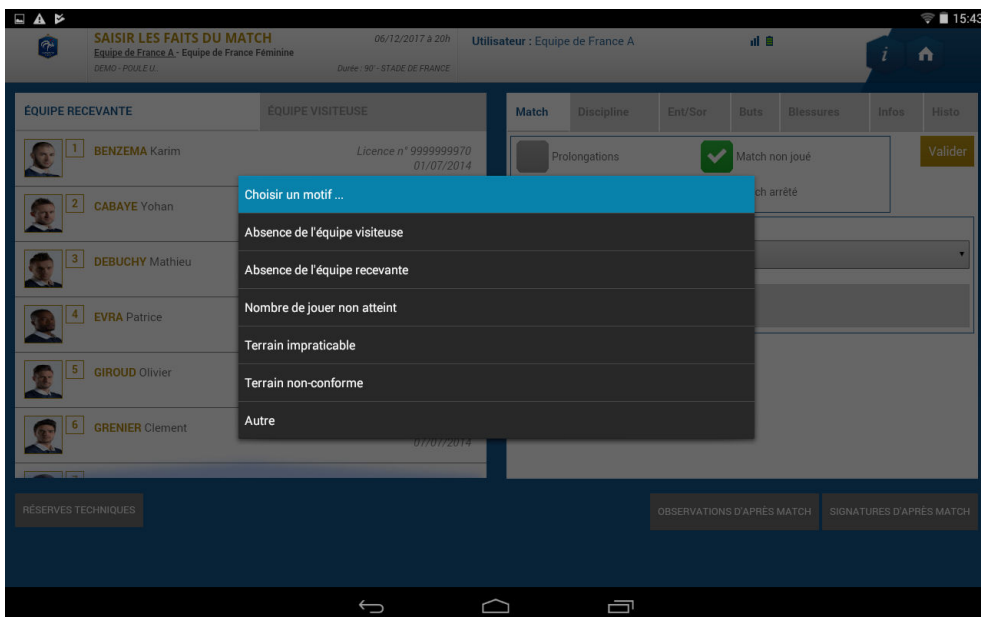 15:43
SAISIR LES FAITS DU MATCH
06/12/2017 à 20h
Utilisateur : Equipe de France A
Equipe de France A - Equipe de France Féminine
DEMO - POULE U.
Durée : 90' - STADE DE FRANCE
i
ÉQUIPE RECEVANTE
ÉQUIPE VISITEUSE
Match
Discipline
Ent/Sor
Buts
Blessures
Infos
Histo
1 BENZEMA Karim
Licence n° 9999999970
01/07/2014
Prolongations
Match non joué
Valider
ch arrêté
2 CABAYE Yohan
3 DEBUCHY Mathieu
4 EVRA Patrice
5 GIROUD Olivier
6 GRENIER Clement
01/07/2014
Choisir un motif ...
Absence de l'équipe visiteuse
Absence de l'équipe recevante
Nombre de jouer non atteint
Terrain impraticable
Terrain non-conforme
Autre
RÉSERVES TECHNIQUES
OBSERVATIONS D'APRÈS MATCH
SIGNATURES D'APRÈS MATCH